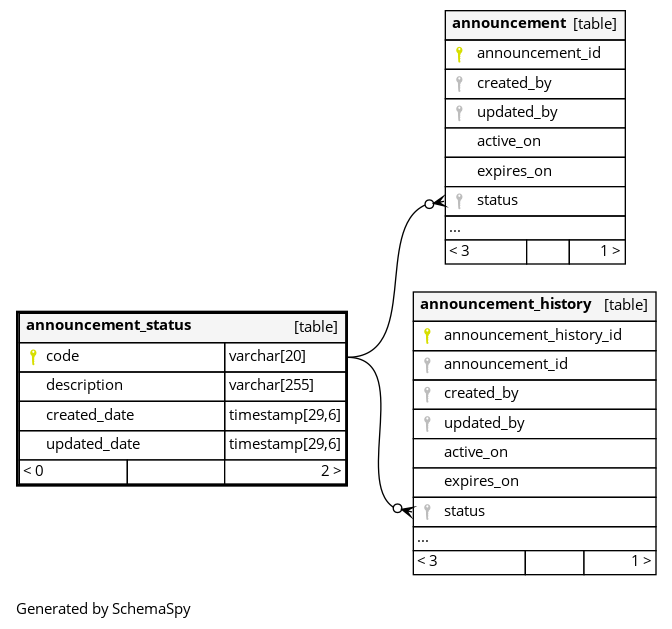 announcement [table]
announcement_id
created_by
updated_by
active_on
expires_on
status
...
< 3 1 >
announcement_history [table]
announcement_history_id
announcement_id
created_by
updated_by
active_on
expires_on
status
...
< 3 1 >
announcement_status [table]
code varchar[20]
description varchar[255]
created_date timestamp[29,6]
updated_date timestamp[29,6]
< 0 2 >
Generated by SchemaSpy